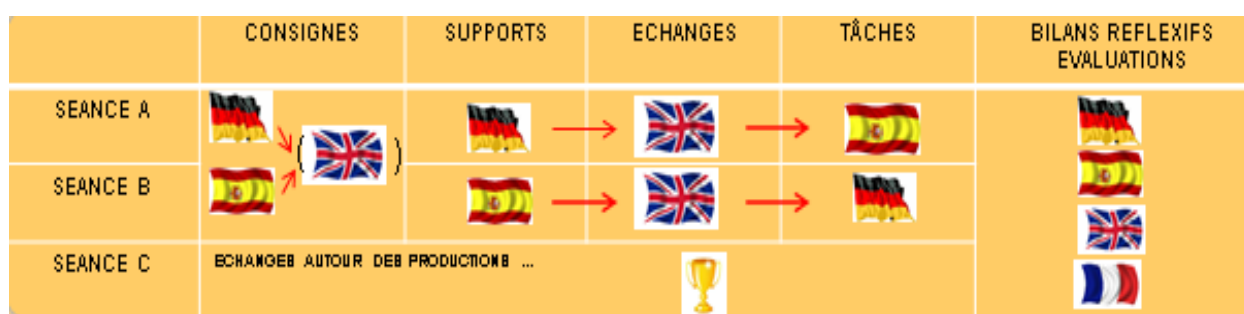 CONSIGNES SUPPORTS ECHANGES TÂCHES BILANS REFLEXIFS
EVALUATIONS
SEANCE A
( )
SEANCE B
SEANCE C ECHANGES AUTOUR DES PRODUCTIONS ...